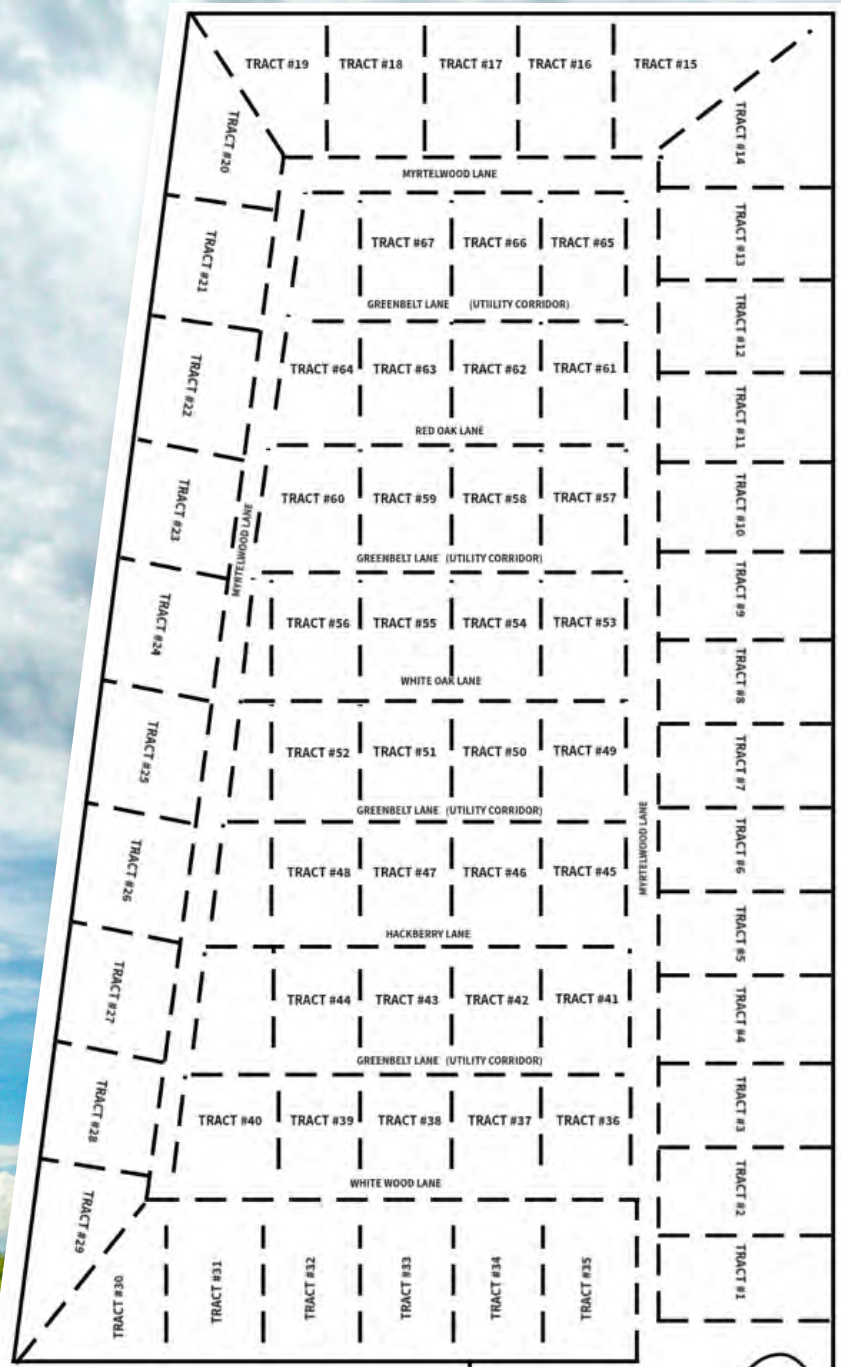 TRACT #19
TRACT #18
TRACT #17
TRACT #16
TRACT #15
TRACT #20
TRACT #14
MYRTELWOOD LANE
TRACT #21
TRACT #67
TRACT #66
TRACT #65
TRACT #13
GREENBELT LANE (UTIILITY CORRIDOR)
TRACT #22
TRACT #64
TRACT #63
TRACT #62
TRACT #61
TRACT #12
RED OAK LANE
TRACT #11
TRACT #23
MYRTELWOOD LANE
TRACT #60
TRACT #59
TRACT #58
TRACT #57
TRACT #10
GREENBELT LANE (UTILITY CORRIDOR)
TRACT #9
TRACT #24
TRACT #56
TRACT #55
TRACT #54
TRACT #53
TRACT #8
WHITE OAK LANE
TRACT #25
TRACT #52
TRACT #51
TRACT #50
TRACT #49
TRACT #7
GREENBELT LANE (UTILITY CORRIDOR)
MYRTELWOOD LANE
TRACT #26
TRACT #48
TRACT #47
TRACT #46
TRACT #45
TRACT #6
HACKBERRY LANE
TRACT #5
TRACT #27
TRACT #44
TRACT #43
TRACT #42
TRACT #41
TRACT #4
GREENBELT LANE (UTILITY CORRIDOR)
TRACT #28
TRACT #40
TRACT #39
TRACT #38
TRACT #37
TRACT #36
TRACT #3
WHITE WOOD LANE
TRACT #2
TRACT #29
TRACT #30
TRACT #31
TRACT #32
TRACT #33
TRACT #34
TRACT #35
TRACT #1